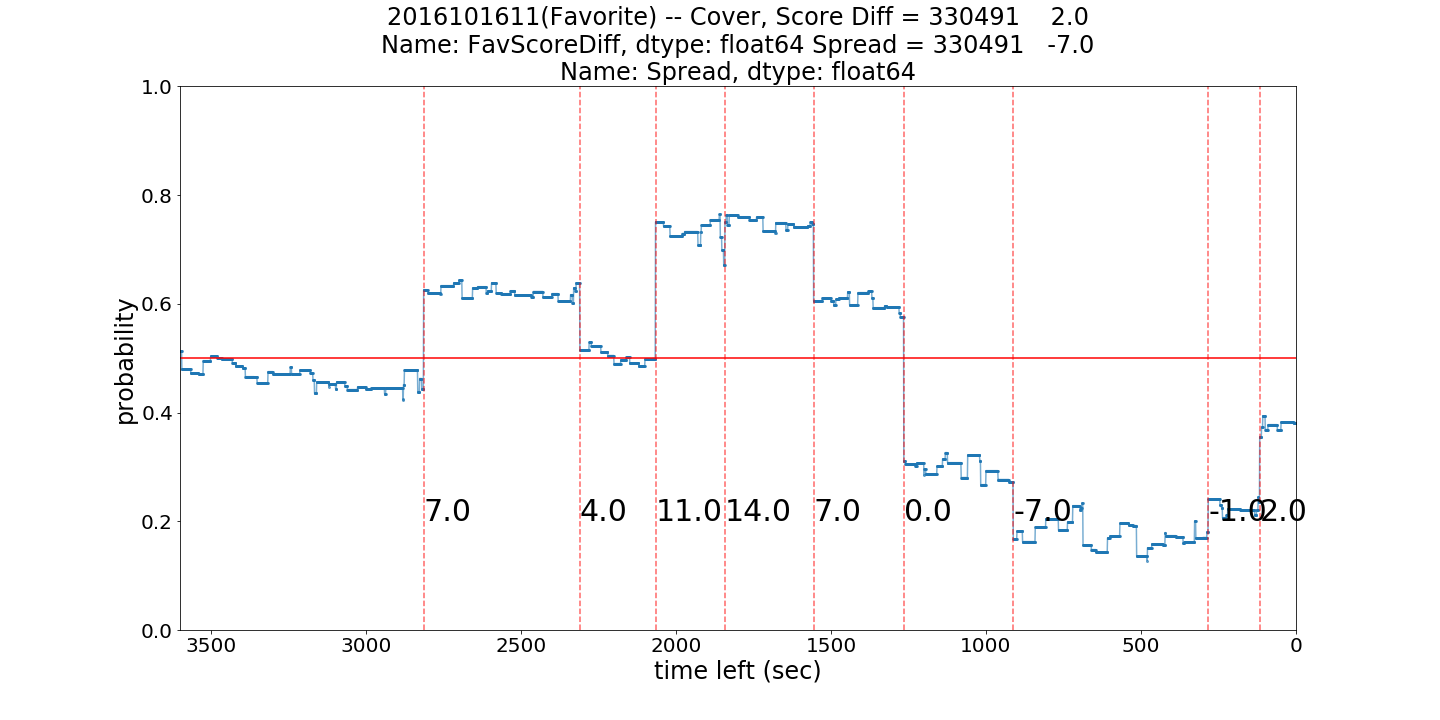 2016101611(Favorite) -- Cover, Score Diff = 330491    2.0
Name: FavScoreDiff, dtype: float64 Spread = 330491   -7.0
Name: Spread, dtype: float64
1.0
0.8
0.6
0.4
0.2
0.0
probability
7.0 4.0 11.0 14.0 7.0 0.0 -7.0 -1.0 2.0
3500 3000 2500 2000 1500 1000 500 0
time left (sec)